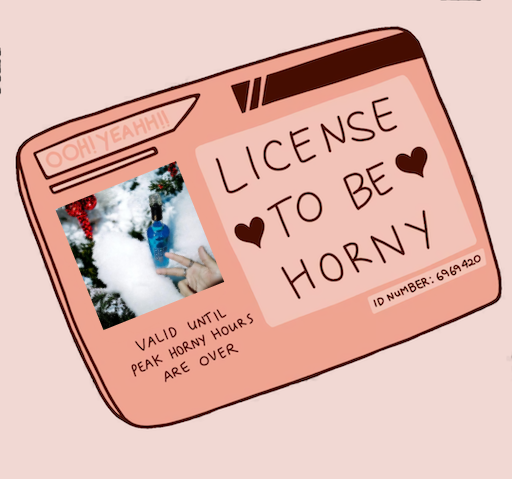 OOH! YEAHH!!
LICENSE
TO BE
HORNY
ID NUMBER: 6969420
VALID UNTIL
PEAK HORNY HOURS
ARE OVER